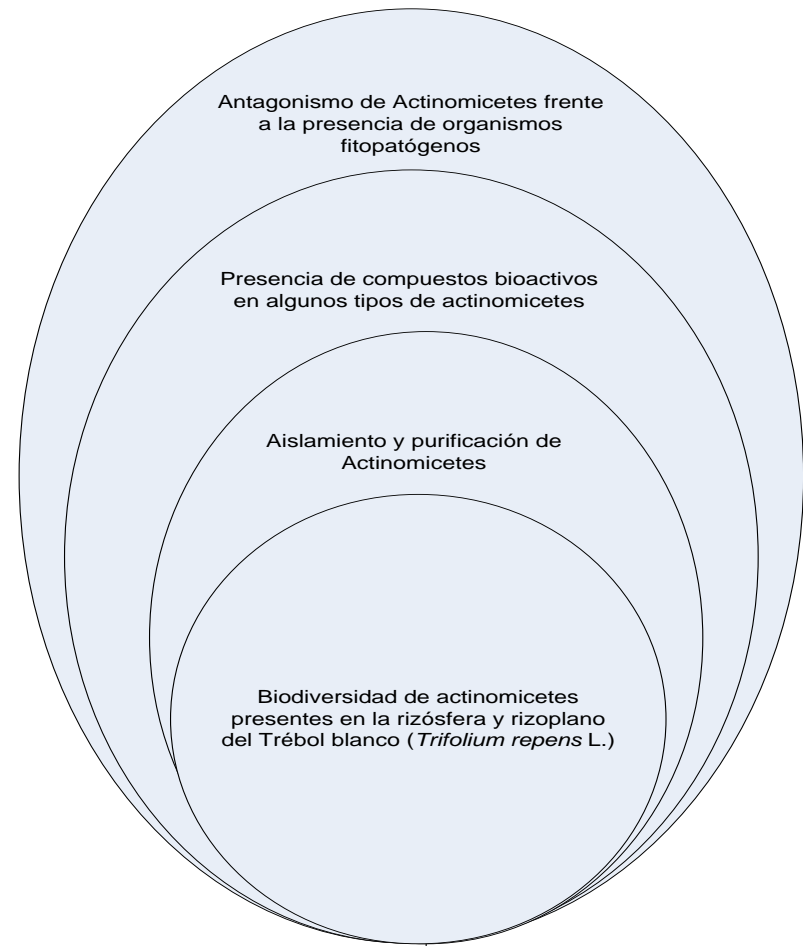 Antagonismo de Actinomicetes frente
a la presencia de organismos
fitopatógenos
Presencia de compuestos bioactivos
en algunos tipos de actinomicetes
Aislamiento y purificación de
Actinomicetes
Biodiversidad de actinomicetes
presentes en la rizósfera y rizoplano
del Trébol blanco (Trifolium repens L.)